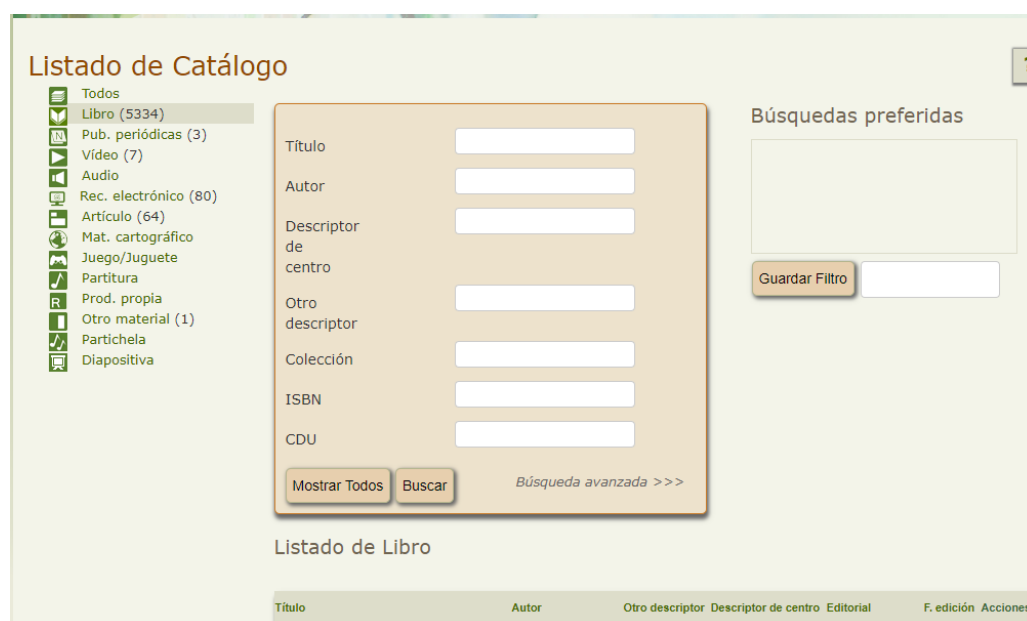 Listado de Catálogo
Todos
Libro (5334)
Pub. periódicas (3)
Vídeo (7)
Audio
Rec. electrónico (80)
Artículo (64)
Mat. cartográfico
Juego/Juguete
Partitura
Prod. propia
Otro material (1)
Partichela
Diapositiva
Título
Autor
Descriptor
de
centro
Otro
descriptor
Colección
ISBN
CDU
Mostrar Todos Buscar Búsqueda avanzada >>>
Búsquedas preferidas
Guardar Filtro
Listado de Libro
Título Autor Otro descriptor Descriptor de centro Editorial F. edición Acciones